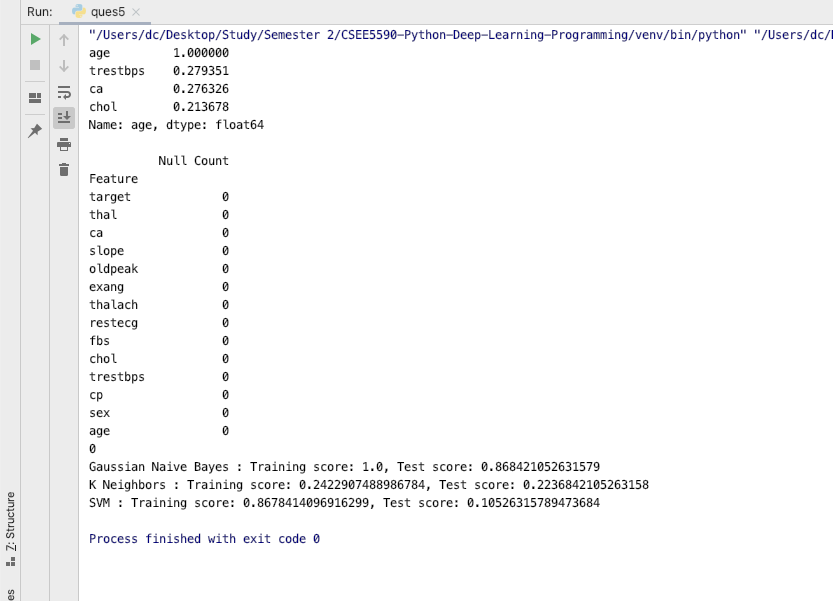 Run: ques5
"/Users/dc/Desktop/Study/Semester 2/CSEE5590-Python-Deep-Learning-Programming/venv/bin/python" "/Users/dc/
age 1.000000
trestbps 0.279351
ca 0.276326
chol 0.213678
Name: age, dtype: float64
Null Count
Feature
target 0
thal 0
ca 0
slope 0
oldpeak 0
exang 0
thalach 0
restecg 0
fbs 0
chol 0
trestbps 0
cp 0
sex 0
age 0
0
Gaussian Naive Bayes : Training score: 1.0, Test score: 0.868421052631579
K Neighbors : Training score: 0.2422907488986784, Test score: 0.2236842105263158
SVM : Training score: 0.8678414096916299, Test score: 0.10526315789473684
Process finished with exit code 0
Z: Structure